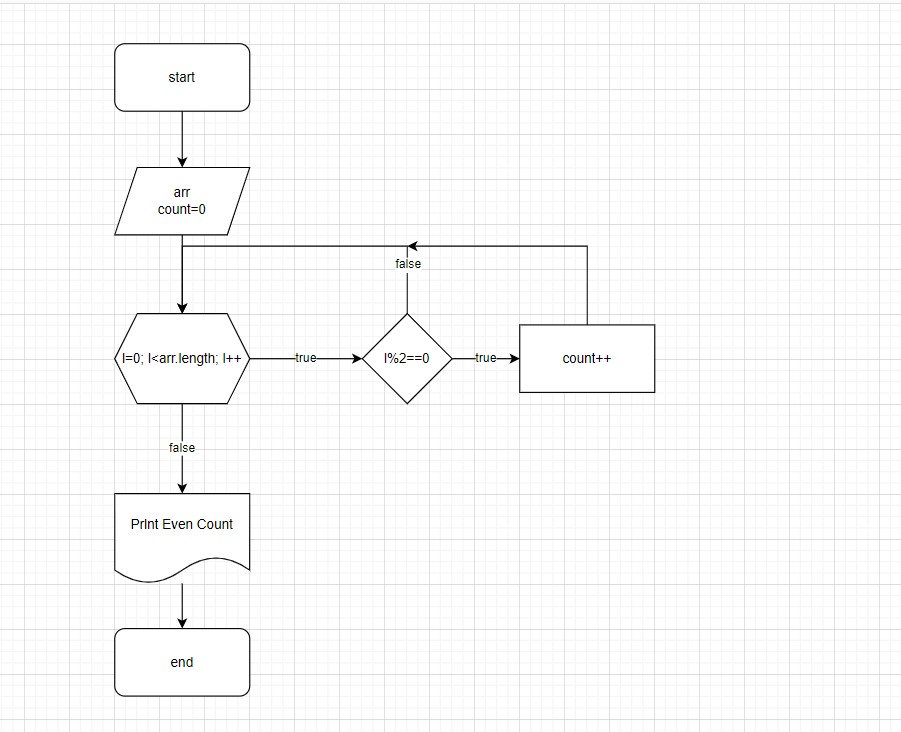 start
arr
count=0
false
I=0; I<arr.length; I++
true
I%2==0
true
count++
false
PrInt Even Count
end